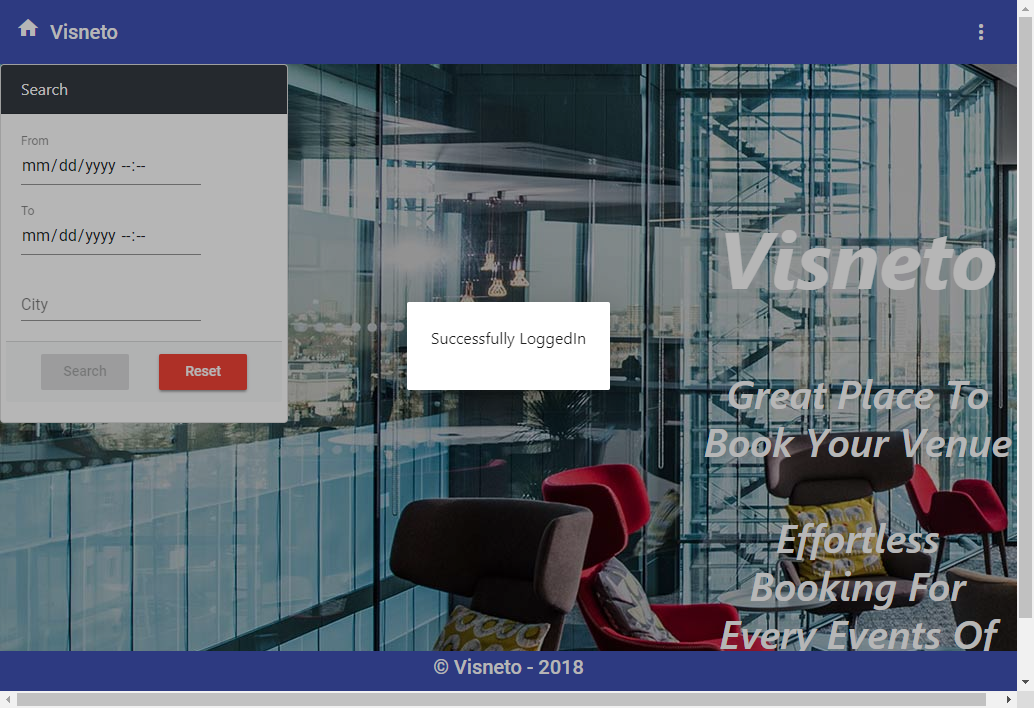 Visneto
Search
From
mm/dd/yyyy --:--
To
mm/dd/yyyy --:--
City
Search
Reset
Successfully LoggedIn
Visneto
Great Place To
Book Your Venue
Effortless
Booking For
Every Events Of
© Visneto - 2018